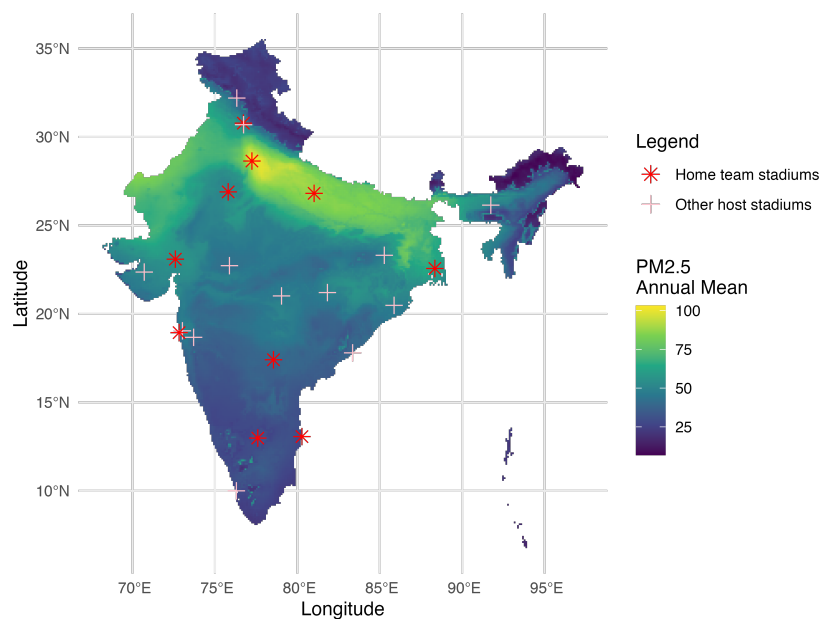 35°N
30°N
25°N
20°N
15°N
10°N
Latitude
70°E 75°E 80°E 85°E 90°E 95°E
Longitude
Legend
Home team stadiums
Other host stadiums
PM2.5
Annual Mean
100
75
50
25